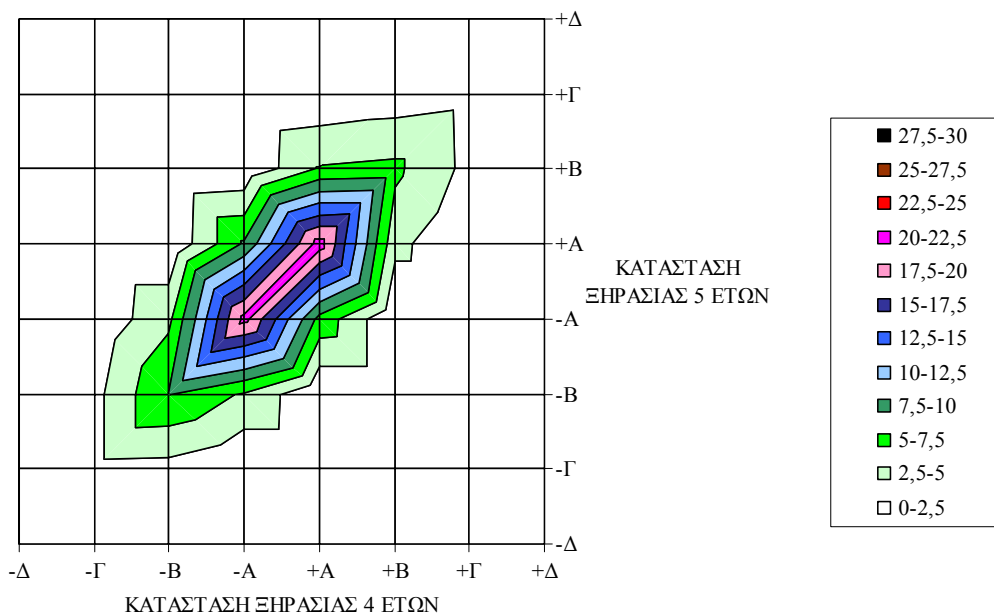 +Δ
+Γ
+Β
+Α
-Α
-Β
-Γ
-Δ
-Δ
-Γ
-Β
-Α
+Α
+Β
+Γ
+Δ
ΚΑΤΑΣΤΑΣΗ ΞΗΡΑΣΙΑΣ 4 ΕΤΩΝ
ΚΑΤΑΣΤΑΣΗ
ΞΗΡΑΣΙΑΣ 5 ΕΤΩΝ
27,5-30
25-27,5
22,5-25
20-22,5
17,5-20
15-17,5
12,5-15
10-12,5
7,5-10
5-7,5
2,5-5
0-2,5